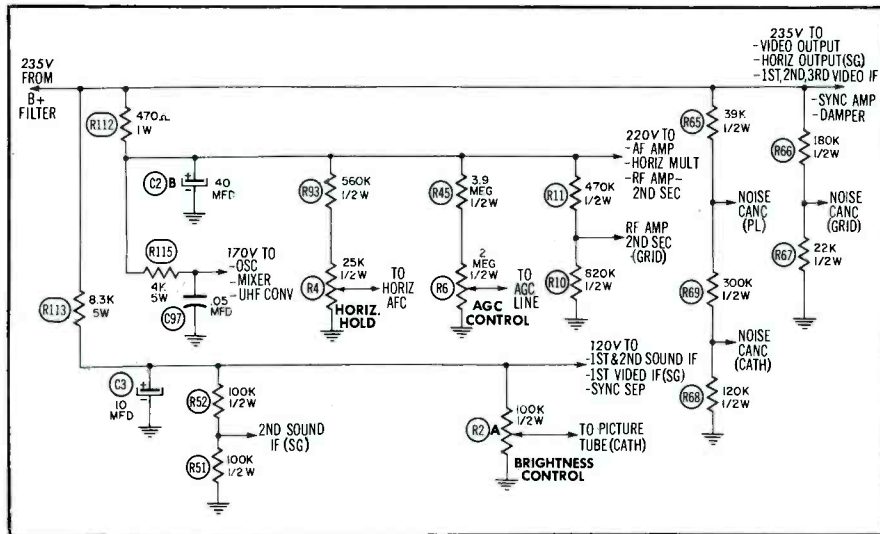 235V
FROM
B+
FILTER
235V TO
-VIDEO OUTPUT
-HORIZ OUTPUT(SG)
-1ST,2ND,3RD VIDEO IF
-SYNC AMP
-DAMPER
R112
470Ω
1W
R65
39K
1/2W
R66
180K
1/2W
C2 B
40
MFD
R93
560K
1/2W
R45
3.9
MEG
1/2W
R11
470K
1/2W
220V TO
-AF AMP
-HORIZ MULT
-RF AMP-
2ND SEC
NOISE
CANC
(PL)
NOISE
CANC
(GRID)
R115
4K
5W
170V TO
-OSC
-MIXER
-UHF CONV
C97
.05
MFD
R4
25K
1/2W
TO
HORIZ
AFC
HORIZ.
HOLD
R6
2
MEG
1/2W
TO
AGC
LINE
AGC
CONTROL
RF AMP
2ND SEC
(GRID)
R10
820K
1/2W
R67
22K
1/2W
R69
300K
1/2W
R113
8.3K
5W
NOISE
CANC
(CATH)
R68
120K
1/2W
120V TO
-1ST & 2ND SOUND IF
-1ST VIDEO IF(SG)
-SYNC SEP
C3
10
MFD
R52
100K
1/2W
2ND SOUND
IF (SG)
R51
100K
1/2W
R2 A
100K
1/2W
TO PICTURE
TUBE (CATH)
BRIGHTNESS
CONTROL